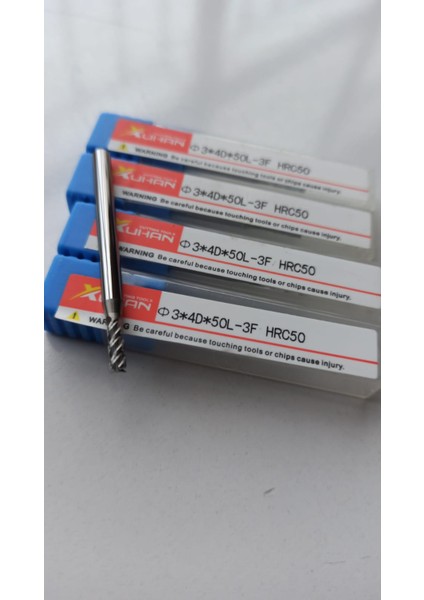 XUHAN
Φ3*4D*50L-3F HRC50
WARNING Be careful because touching tools or chips cause injury.
XUHAN
Φ3*4D*50L-3F HRC50
WARNING Be careful because touching tools or chips cause injury.
XUHAN
Φ3*4D*50L-3F HRC50
WARNING Be careful because touching tools or chips cause injury.
XUHAN
Φ3*4D*50L-3F HRC50
WARNING Be careful because touching tools or chips cause injury.